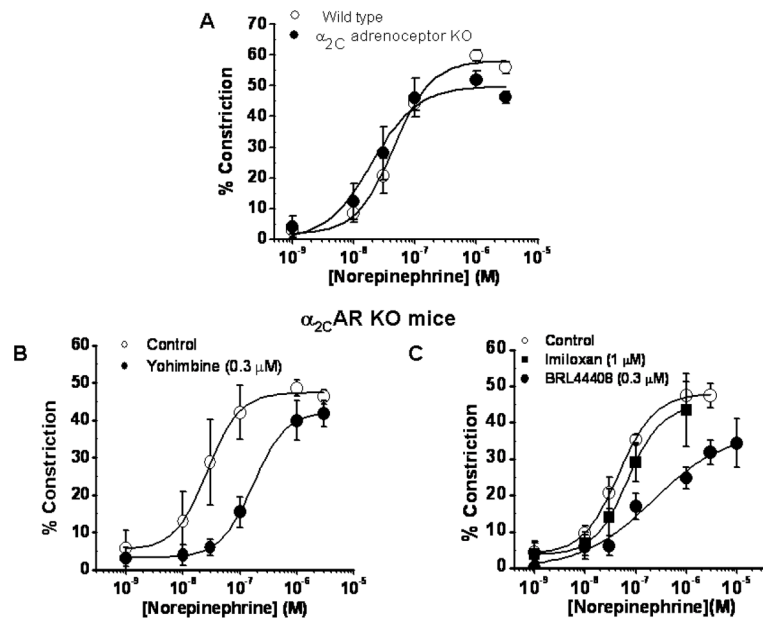 A
Wild type
α2C adrenoceptor KO
% Constriction
70
60
50
40
30
20
10
0
10-9 10-8 10-7 10-6 10-5
[Norepinephrine] (M)
α2CAR KO mice
B
Control
Yohimbine (0.3 μM)
% Constriction
60
50
40
30
20
10
0
10-9 10-8 10-7 10-6 10-5
[Norepinephrine] (M)
C
Control
Imiloxan (1 μM)
BRL44408 (0.3 μM)
% Constriction
60
50
40
30
20
10
0
10-9 10-8 10-7 10-6 10-5
[Norepinephrine](M)